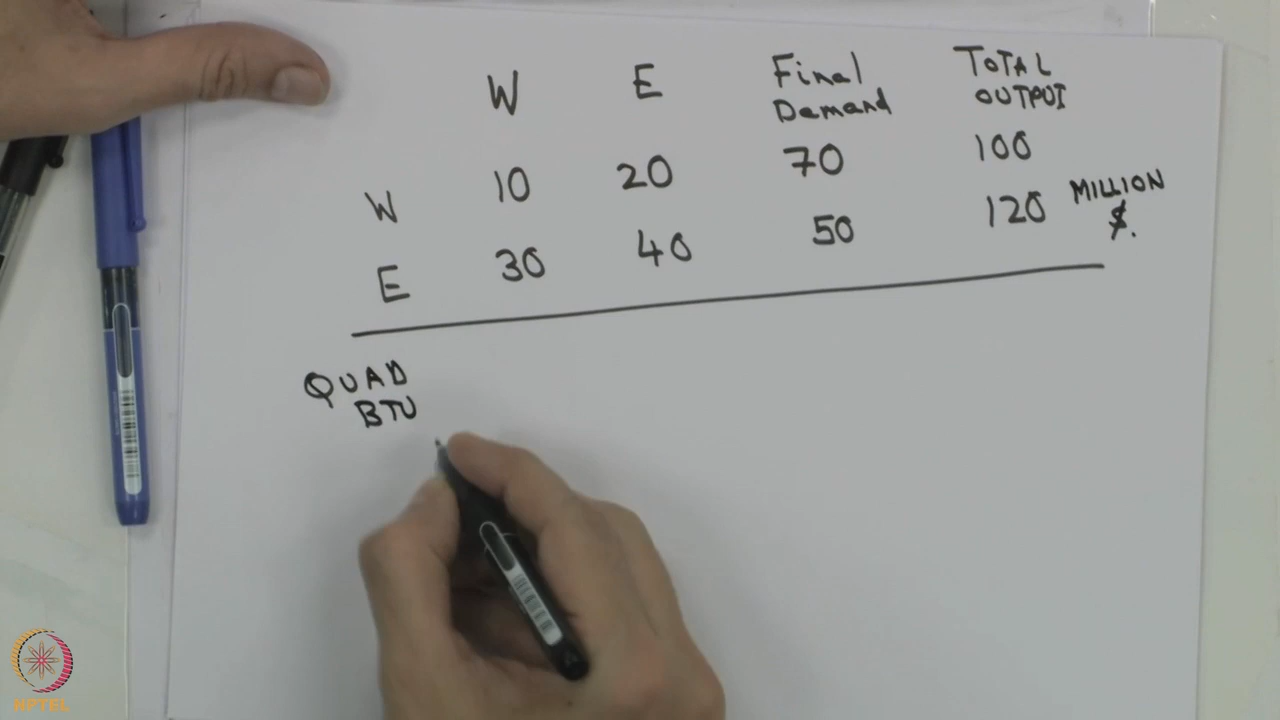 W E Final Demand TOTAL OUTPUT
W 10 20 70 100
E 30 40 50 120 MILLION $.
QUAD
BTU
NPTEL